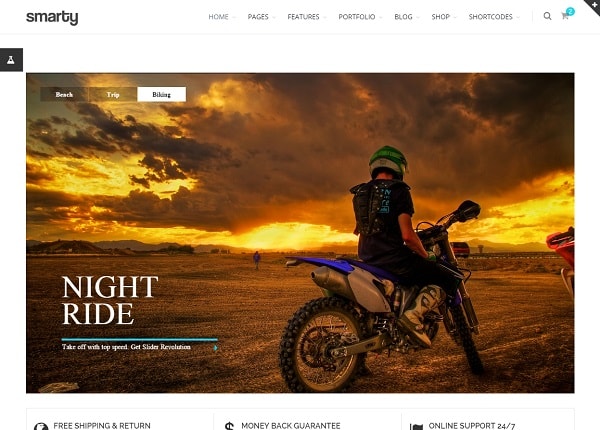 smarty
HOME PAGES FEATURES PORTFOLIO BLOG SHOP SHORTCODES
2
Beach Trip Biking
NIGHT
RIDE
Take off with top speed. Get Slider Revolution
FREE SHIPPING & RETURN
$ MONEY BACK GUARANTEE
ONLINE SUPPORT 24/7